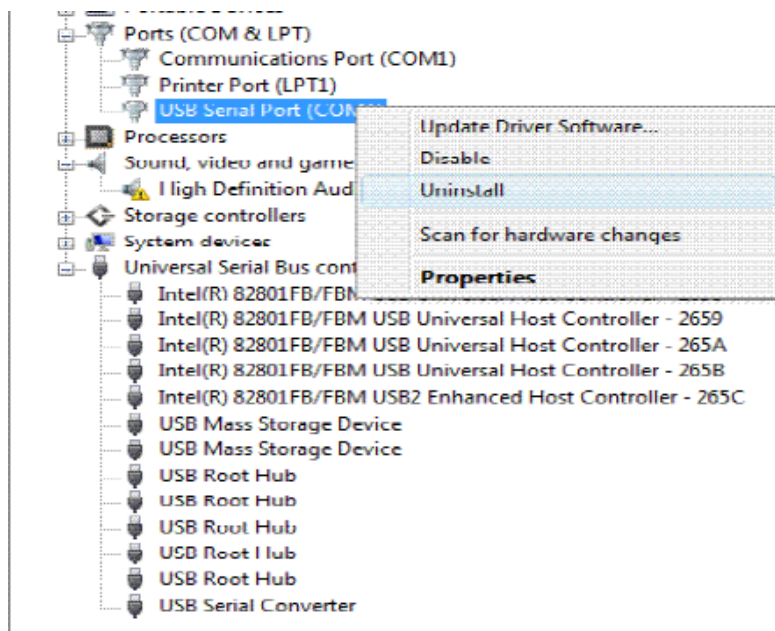 Ports (COM & LPT)
Communications Port (COM1)
Printer Port (LPT1)
USB Serial Port (COM
Update Driver Software...
Processors
Disable
Sound, video and game
High Definition Aud
Uninstall
Storage controllers
Scan for hardware changes
System devices
Universal Serial Bus cont
Properties
Intel(R) 82801FB/FBM USB Universal Host Controller -
Intel(R) 82801FB/FBM USB Universal Host Controller - 2659
Intel(R) 82801FB/FBM USB Universal Host Controller - 265A
Intel(R) 82801FB/FBM USB Universal Host Controller - 265B
Intel(R) 82801FB/FBM USB2 Enhanced Host Controller - 265C
USB Mass Storage Device
USB Mass Storage Device
USB Root Hub
USB Root Hub
USB Root Hub
USB Root Hub
USB Root Hub
USB Serial Converter